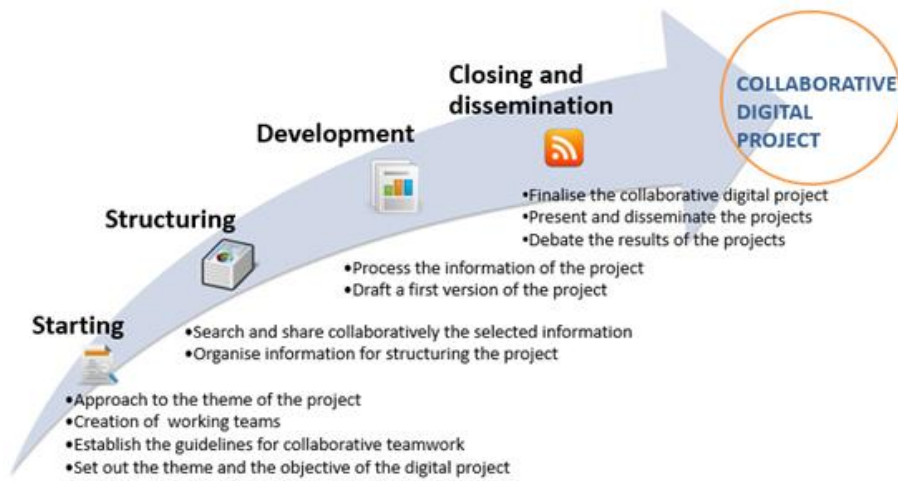 Closing and
dissemination
COLLABORATIVE
DIGITAL
PROJECT
Development
•Finalise the collaborative digital project
•Present and disseminate the projects
•Debate the results of the projects
Structuring
•Process the information of the project
•Draft a first version of the project
Starting
•Search and share collaboratively the selected information
•Organise information for structuring the project
•Approach to the theme of the project
•Creation of working teams
•Establish the guidelines for collaborative teamwork
•Set out the theme and the objective of the digital project